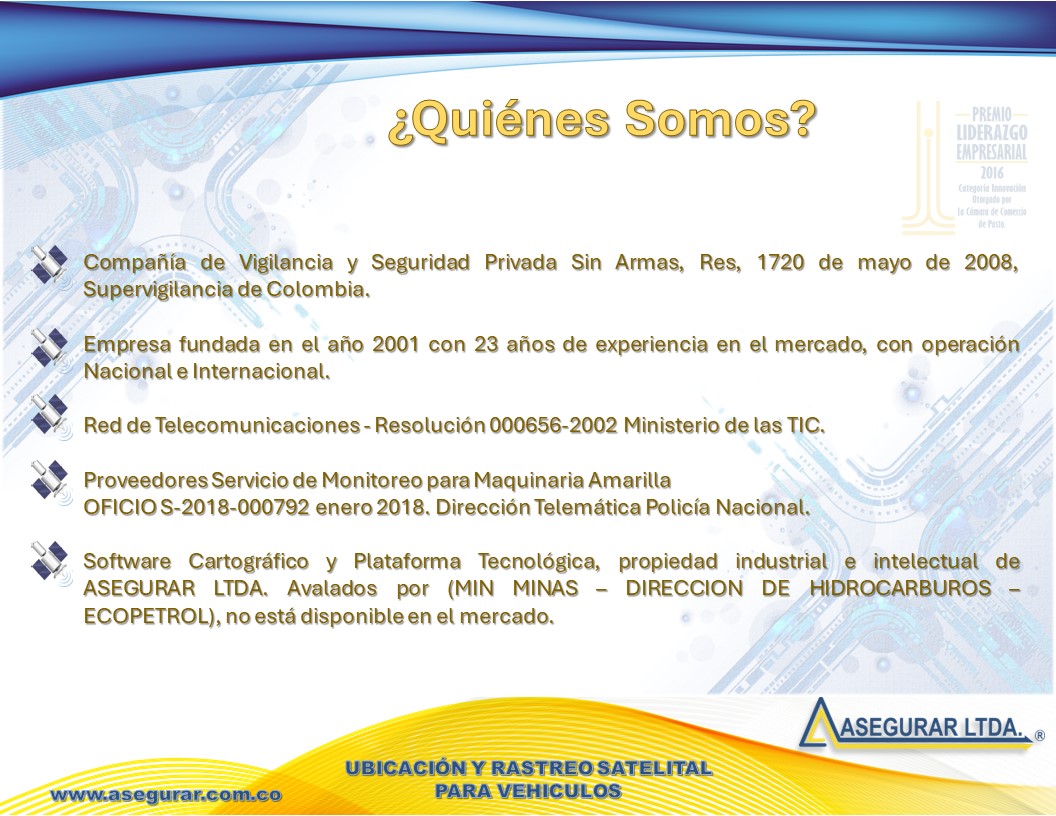 ¿Quiénes Somos?
PREMIO
LIDERAZGO
EMPRESARIAL
2016
Categoría Innovación
Otorgado por
la Cámara de Comercio
de Pasto
Compañía de Vigilancia y Seguridad Privada Sin Armas, Res, 1720 de mayo de 2008,
Supervigilancia de Colombia.
Empresa fundada en el año 2001 con 23 años de experiencia en el mercado, con operación
Nacional e Internacional.
Red de Telecomunicaciones - Resolución 000656-2002 Ministerio de las TIC.
Proveedores Servicio de Monitoreo para Maquinaria Amarilla
OFICIO S-2018-000792 enero 2018. Dirección Telemática Policía Nacional.
Software Cartográfico y Plataforma Tecnológica, propiedad industrial e intelectual de
ASEGURAR LTDA. Avalados por (MIN MINAS – DIRECCION DE HIDROCARBUROS –
ECOPETROL), no está disponible en el mercado.
ASEGURAR LTDA. ®
UBICACIÓN Y RASTREO SATELITAL
PARA VEHICULOS
www.asegurar.com.co